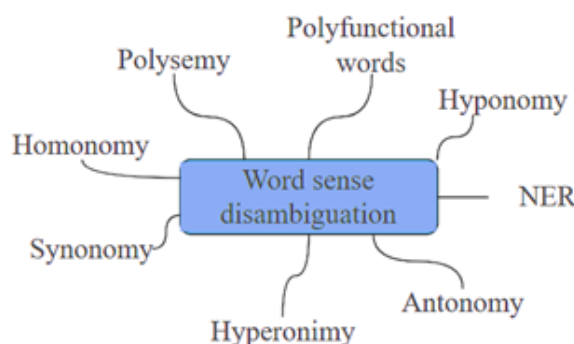 Polyfunctional
words
Polysemy
Hyponomy
Homonomy
Word sense
disambiguation
NER
Synonomy
Antonomy
Hyperonimy